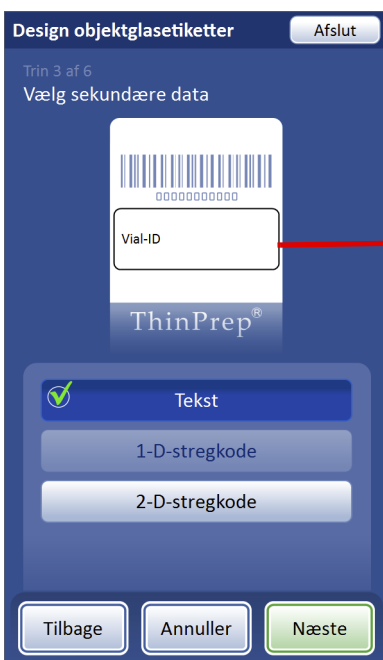 Design objektglasetiketter
Afslut
Trin 3 af 6
Vælg sekundære data
00000000000
Vial-ID
ThinPrep®
Tekst
1-D-stregkode
2-D-stregkode
Tilbage
Annuller
Næste